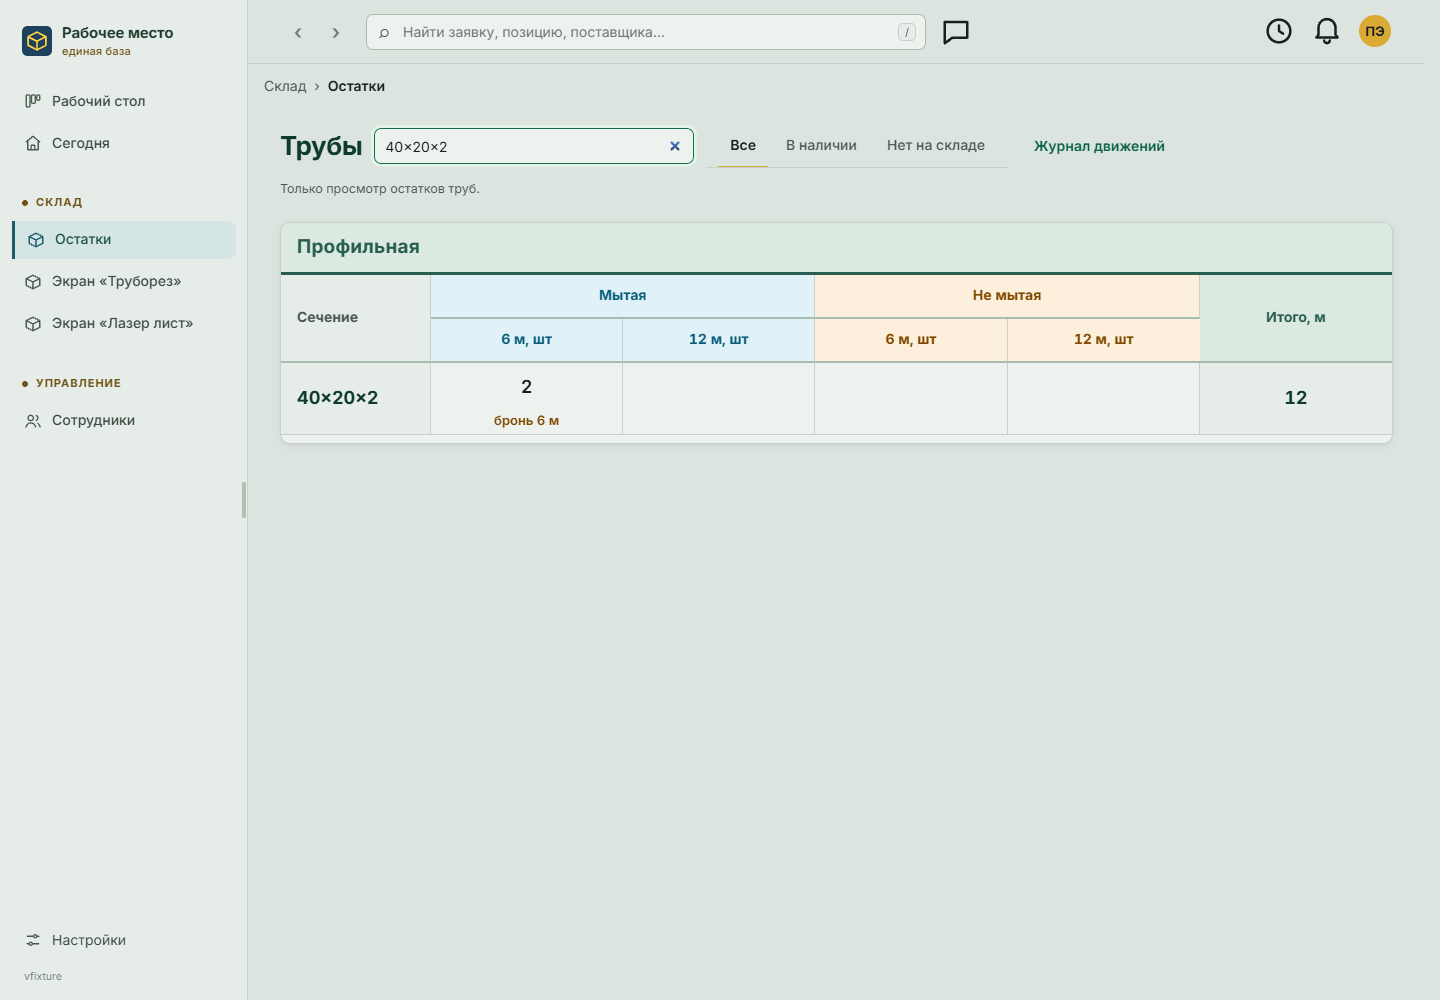 Рабочее место
единая база
Рабочий стол
Сегодня
СКЛАД
Остатки
Экран «Труборез»
Экран «Лазер лист»
УПРАВЛЕНИЕ
Сотрудники
Настройки
vfixture
Найти заявку, позицию, поставщика...
/
ПЭ
Склад › Остатки
Трубы
40×20×2
Все
В наличии
Нет на складе
Журнал движений
Только просмотр остатков труб.
Профильная
Сечение
Мытая
Не мытая
Итого, м
6 м, шт
12 м, шт
6 м, шт
12 м, шт
40×20×2
2
бронь 6 м
12